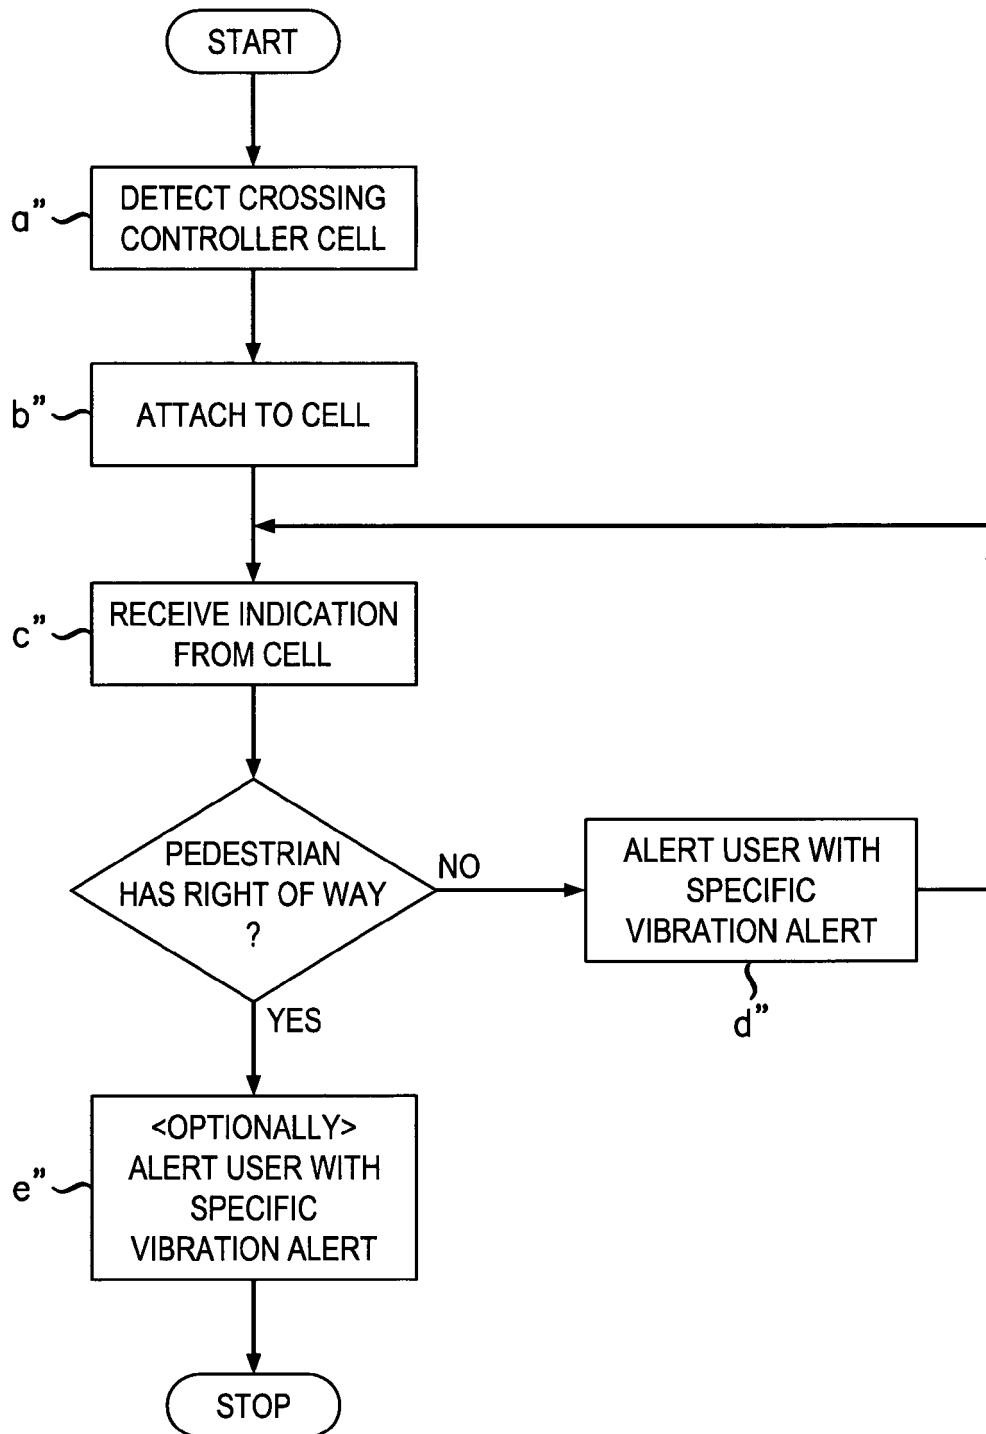 START
a”
DETECT CROSSING
CONTROLLER CELL
b”
ATTACH TO CELL
c”
RECEIVE INDICATION
FROM CELL
PEDESTRIAN
HAS RIGHT OF WAY
?
NO
ALERT USER WITH
SPECIFIC
VIBRATION ALERT
d”
YES
e”
<OPTIONALLY>
ALERT USER WITH
SPECIFIC
VIBRATION ALERT
STOP